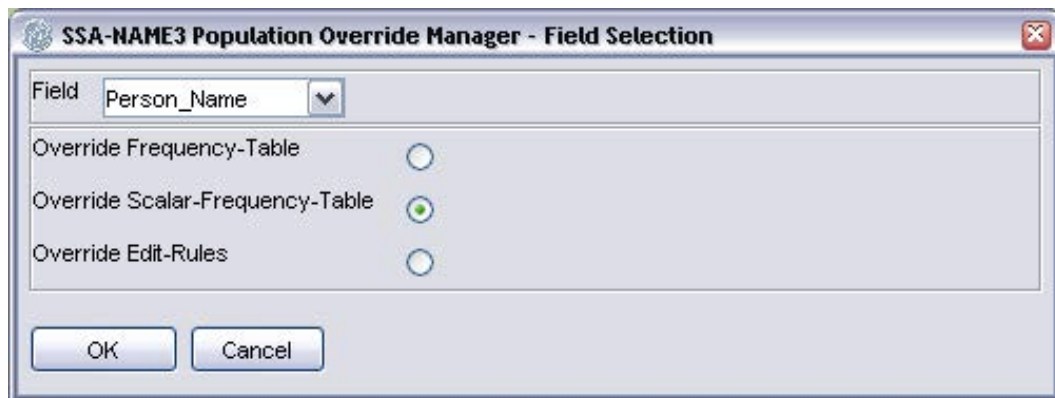 SSA-NAME3 Population Override Manager - Field Selection
Field Person_Name
Override Frequency-Table
Override Scalar-Frequency-Table
Override Edit-Rules
OK Cancel